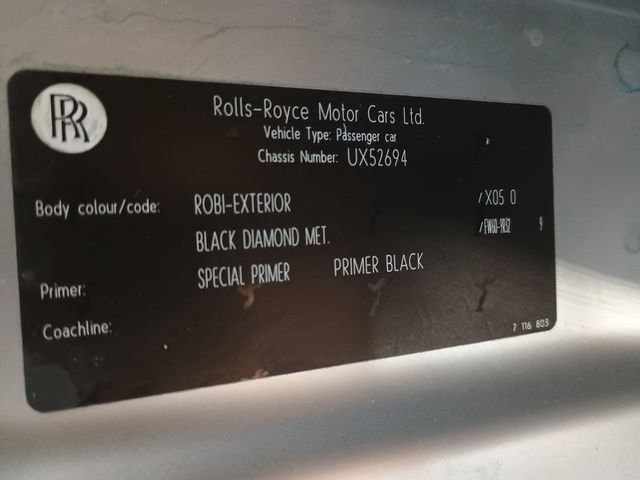 RR
Rolls-Royce Motor Cars Ltd.
Vehicle Type: Passenger car
Chassis Number: UX52694
Body colour/code: ROBI-EXTERIOR /X05 0
BLACK DIAMOND MET. 9
Primer: SPECIAL PRIMER PRIMER BLACK
Coachline:
7 116 803